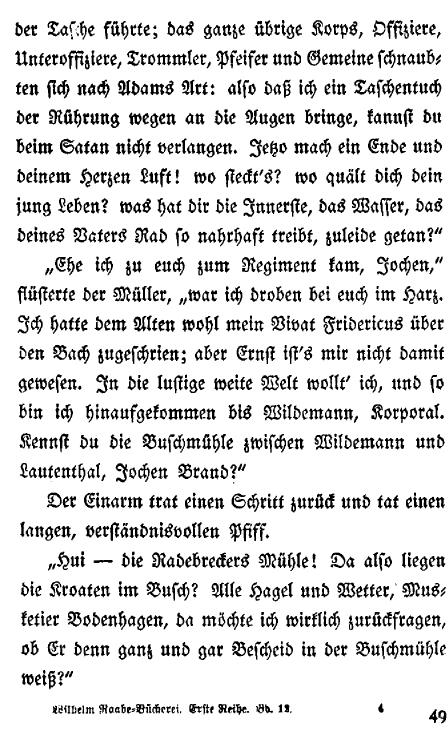 der Taſche führte; das ganze übrige Korps, Offiziere,
Unteroffiziere, Trommler, Pfeifer und Gemeine ſchnaub-
ten ſich nach Adams Art: alſo daß ich ein Taſchentuch
der Rührung wegen an die Augen bringe, kannſt du
beim Satan nicht verlangen. Jetzo mach ein Ende und
deinem Herzen Luft! wo ſteckt's? wo quält dich dein
jung Leben? was hat dir die Innerſte, das Waſſer, das
deines Vaters Rad ſo nahrhaft treibt, zuleide getan?“
„Ehe ich zu euch zum Regiment kam, Jochen,“
flüſterte der Müller, „war ich droben bei euch im Harz.
Ich hatte dem Alten wohl mein Vivat Fridericus über
den Bach zugeſchrien; aber Ernſt iſt's mir nicht damit
geweſen. In die luſtige weite Welt wollt' ich, und ſo
bin ich hinaufgekommen bis Wildemann, Korporal.
Kennſt du die Buſchmühle zwiſchen Wildemann und
Lautenthal, Jochen Brand?“
Der Einarm trat einen Schritt zurück und tat einen
langen, verſtändnisvollen Pfiff.
„Hui — die Radebreckers Mühle! Da alſo liegen
die Kroaten im Buſch? Alle Hagel und Wetter, Mus-
ketier Bodenhagen, da möchte ich wirklich zurückfragen,
ob Er denn ganz und gar Beſcheid in der Buſchmühle
weiß?“
Wilhelm Raabe-Bücherei. Erſte Reihe. Bd. 12. 4
49